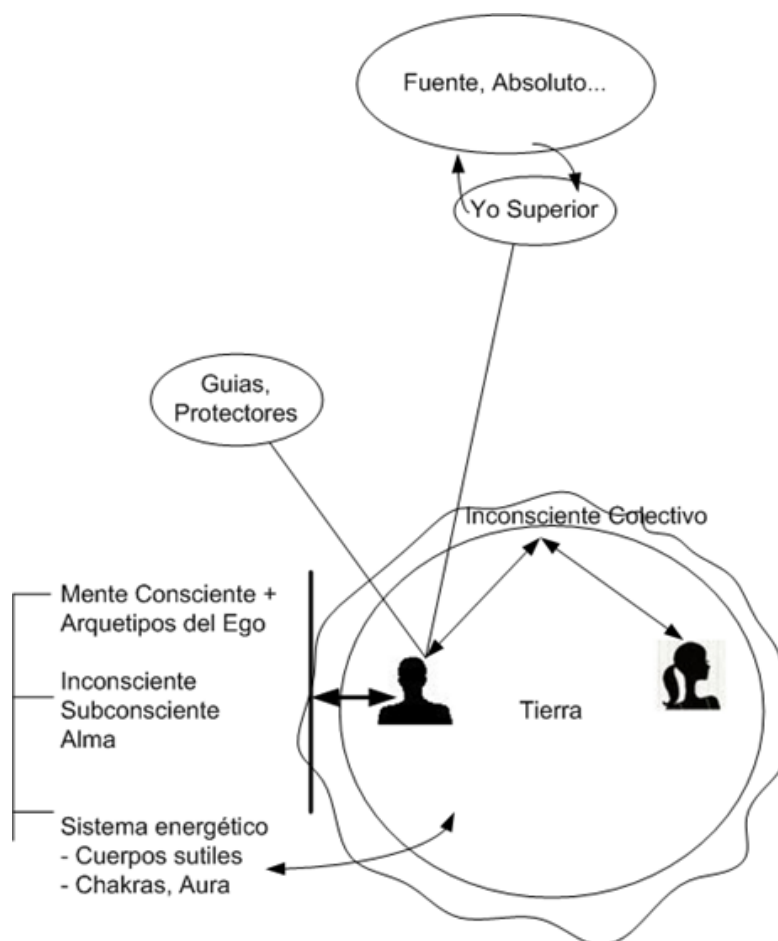 Fuente, Absoluto...
Yo Superior
Guias,
Protectores
Inconsciente Colectivo
Mente Consciente +
Arquetipos del Ego
Inconsciente
Subconsciente
Alma
Tierra
Sistema energético
- Cuerpos sutiles
- Chakras, Aura